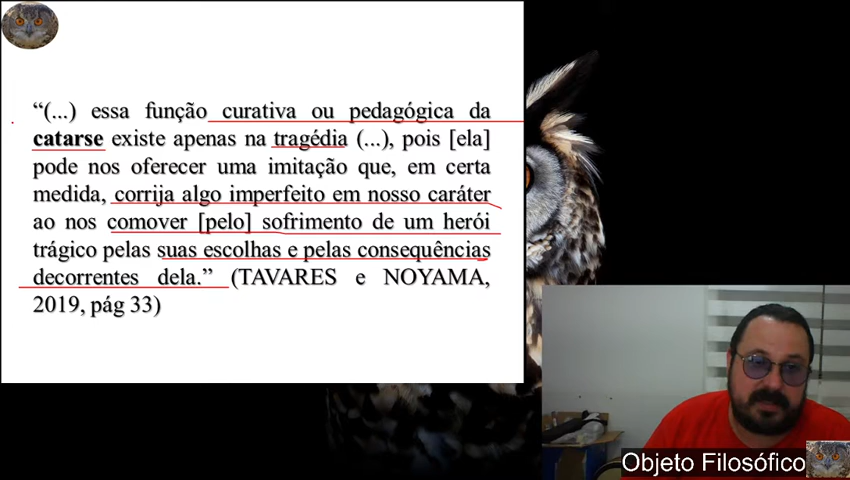 “(...) essa função curativa ou pedagógica da
catarse existe apenas na tragédia (...), pois [ela]
pode nos oferecer uma imitação que, em certa
medida, corrija algo imperfeito em nosso caráter
ao nos comover [pelo] sofrimento de um herói
trágico pelas suas escolhas e pelas consequências
decorrentes dela.” (TAVARES e NOYAMA,
2019, pág 33)
Objeto Filosófico